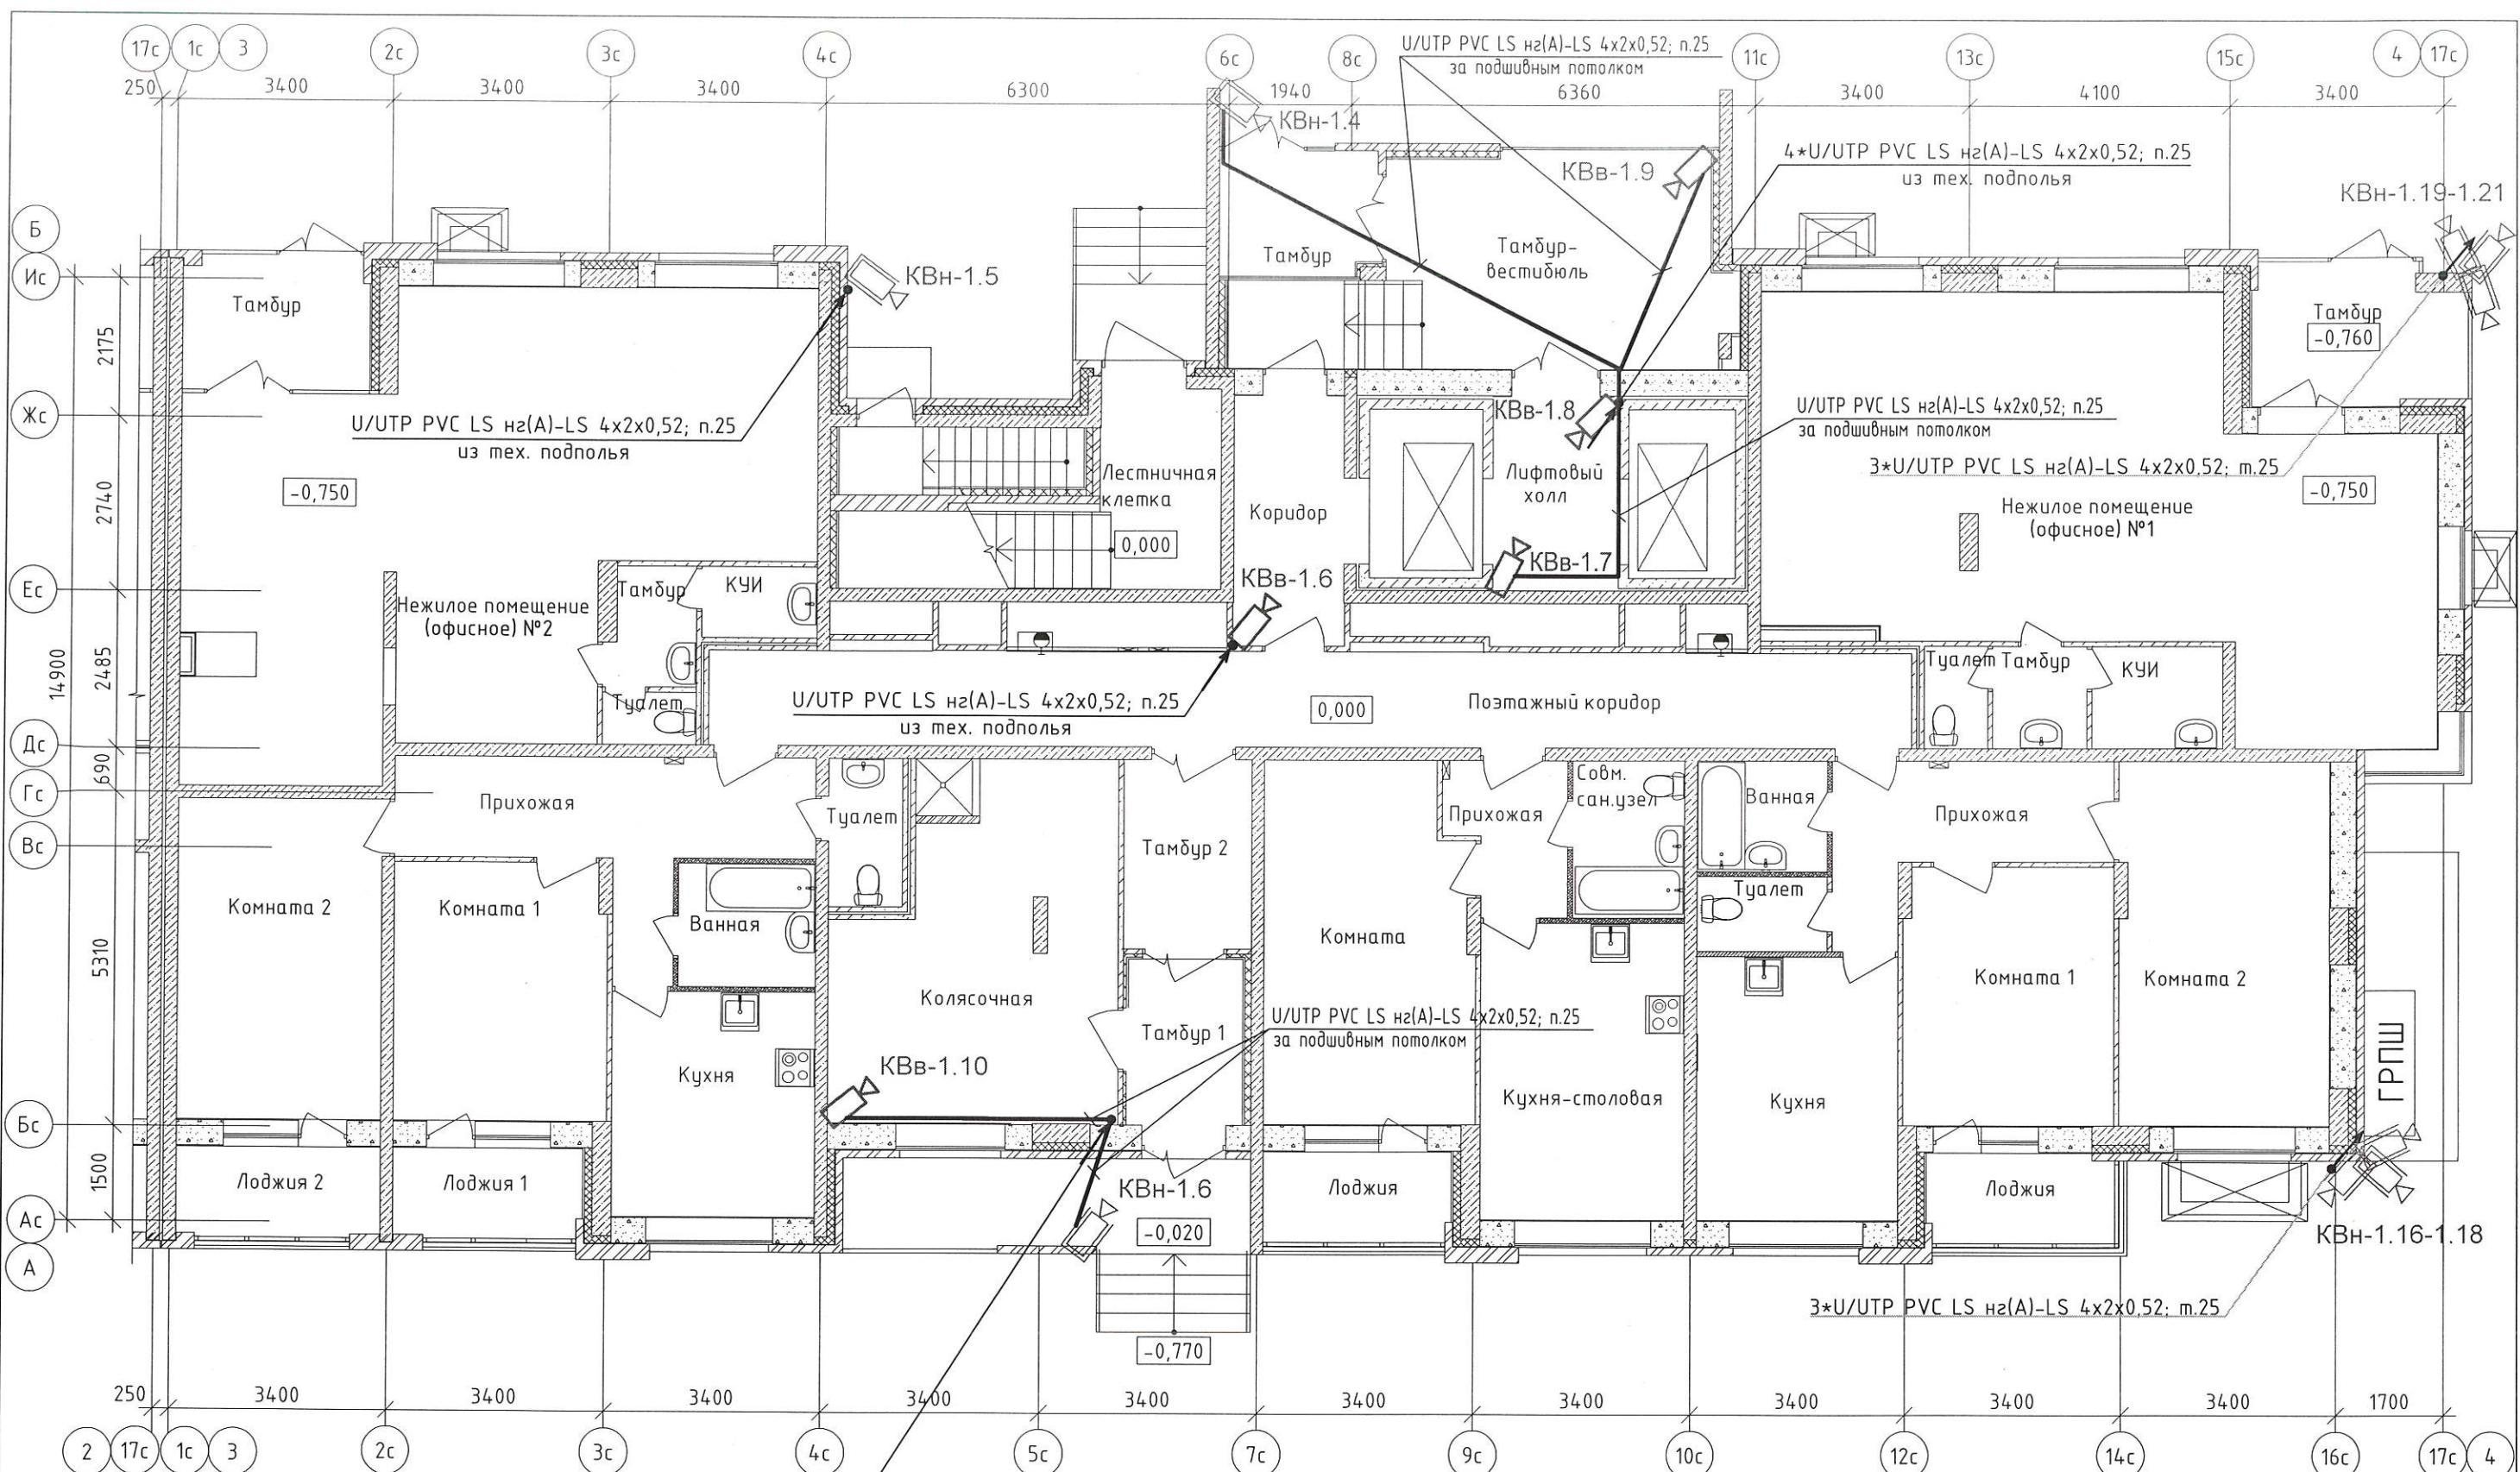 17с 1с 3 2с 3с 4с 6с 8с 11с 13с 15с 4 17с
250 3400 3400 3400 6300 1940 6360 3400 4100 3400
U/UTP PVC LS нг(А)-LS 4х2х0,52; п.25
за подшивным потолком
КВн-1.4
КВв-1.9
4*U/UTP PVC LS нг(А)-LS 4х2х0,52; п.25
из тех. подполья
КВн-1.19-1.21
Б
Ис
Тамбур
КВн-1.5
Тамбур
Тамбур-
вестибюль
Тамбур
-0,760
2175
Жс
U/UTP PVC LS нг(А)-LS 4х2х0,52; п.25
из тех. подполья
КВв-1.8
U/UTP PVC LS нг(А)-LS 4х2х0,52; п.25
за подшивным потолком
3*U/UTP PVC LS нг(А)-LS 4х2х0,52; т.25
-0,750
2740
Лестничная
клетка
0,000
Коридор
Лифтовый
холл
-0,750
Нежилое помещение
(офисное) №1
КВв-1.7
Ес
Нежилое помещение
(офисное) №2
Тамбур
КУИ
КВв-1.6
14900
2485
Туалет
U/UTP PVC LS нг(А)-LS 4х2х0,52; п.25
из тех. подполья
0,000
Поэтажный коридор
Туалет
Тамбур
КУИ
Дс
690
Гс
Прихожая
Туалет
Тамбур 2
Прихожая
Совм.
сан.узел
Ванная
Прихожая
Вс
Комната 2
Комната 1
Ванная
Туалет
5310
Колясочная
Комната
Комната 1
Комната 2
Тамбур 1
U/UTP PVC LS нг(А)-LS 4х2х0,52; п.25
за подшивным потолком
Кухня
КВв-1.10
Кухня-столовая
Кухня
ГРПШ
Бс
1500
Лоджия 2
Лоджия 1
КВн-1.6
Лоджия
Лоджия
Ас
-0,020
КВн-1.16-1.18
А
3*U/UTP PVC LS нг(А)-LS 4х2х0,52; т.25
-0,770
250 3400 3400 3400 3400 3400 3400 3400 3400 3400 3400 1700
2 17с 1с 3 2с 3с 4с 5с 7с 9с 10с 12с 14с 16с 17с 4